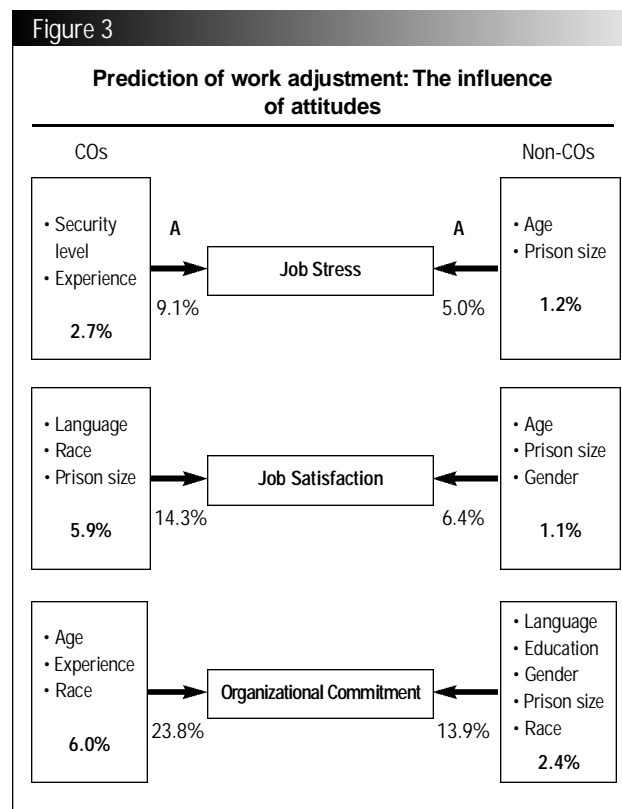 Figure 3
Prediction of work adjustment: The influence
of attitudes
COs
Non-COs
• Security
level
• Experience
2.7%
A
9.1%
Job Stress
A
5.0%
• Age
• Prison size
1.2%
• Language
• Race
• Prison size
5.9%
14.3%
Job Satisfaction
6.4%
• Age
• Prison size
• Gender
1.1%
• Age
• Experience
• Race
6.0%
23.8%
Organizational Commitment
13.9%
• Language
• Education
• Gender
• Prison size
• Race
2.4%